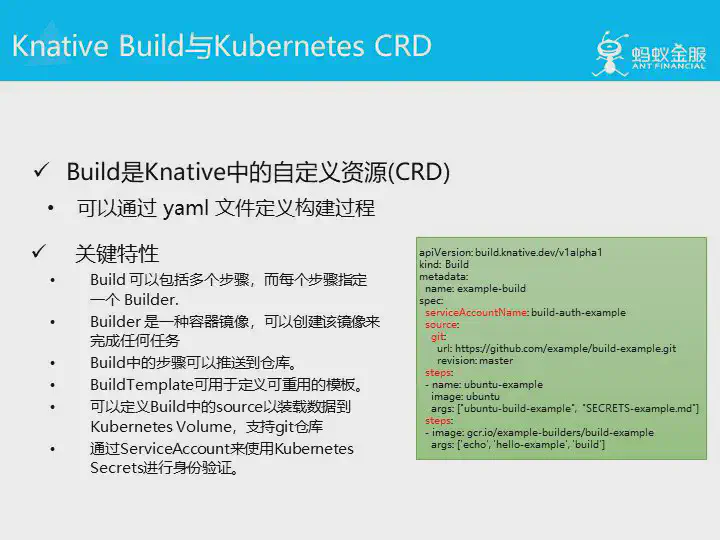 Knative Build与Kubernetes CRD
蚂蚁金服
ANT FINANCIAL
✓ Build是Knative中的自定义资源(CRD)
• 可以通过 yaml 文件定义构建过程
✓ 关键特性
• Build 可以包括多个步骤，而每个步骤指定
一个 Builder.
• Builder 是一种容器镜像，可以创建该镜像来
完成任何任务
• Build中的步骤可以推送到仓库。
• BuildTemplate可用于定义可重用的模板。
• 可以定义Build中的source以装载数据到
Kubernetes Volume，支持git仓库
• 通过ServiceAccount来使用Kubernetes
Secrets进行身份验证。
apiVersion: build.knative.dev/v1alpha1
kind: Build
metadata:
  name: example-build
spec:
  serviceAccountName: build-auth-example
  source:
    git:
      url: https://github.com/example/build-example.git
      revision: master
  steps:
  - name: ubuntu-example
    image: ubuntu
    args: ["ubuntu-build-example", "SECRETS-example.md"]
  steps:
  - image: gcr.io/example-builders/build-example
    args: ['echo', 'hello-example', 'build']